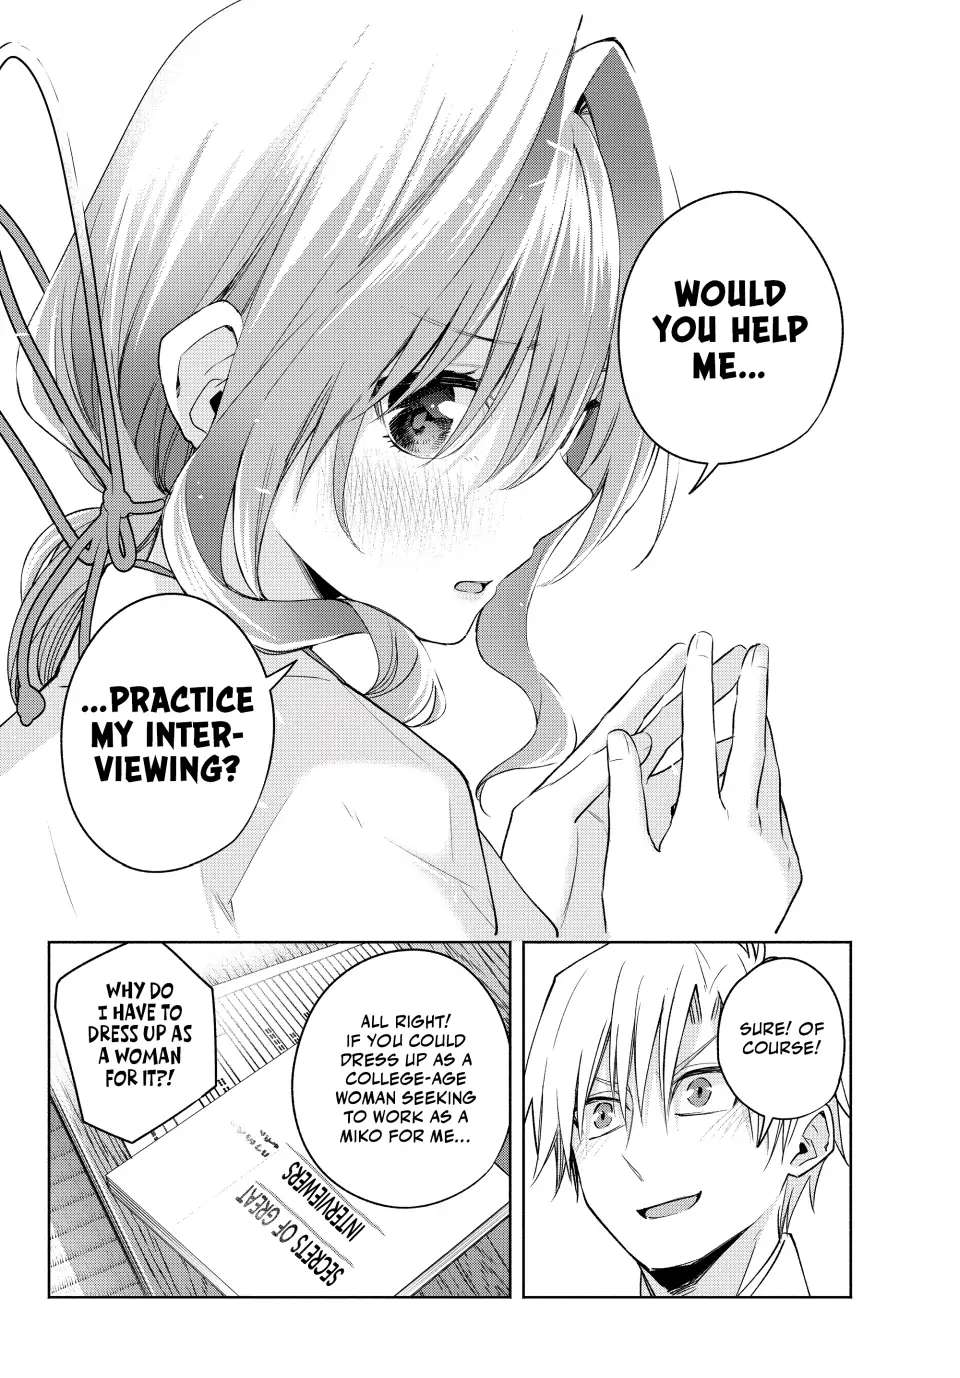 WOULD
YOU HELP
ME...
...PRACTICE
MY INTER-
VIEWING?
SURE! OF
COURSE!
ALL RIGHT!
IF YOU COULD
DRESS UP AS A
COLLEGE-AGE
WOMAN SEEKING
TO WORK AS A
MIKO FOR ME...
WHY DO
I HAVE TO
DRESS UP AS
A WOMAN
FOR IT?!
SECRETS OF GREAT
INTERVIEWERS